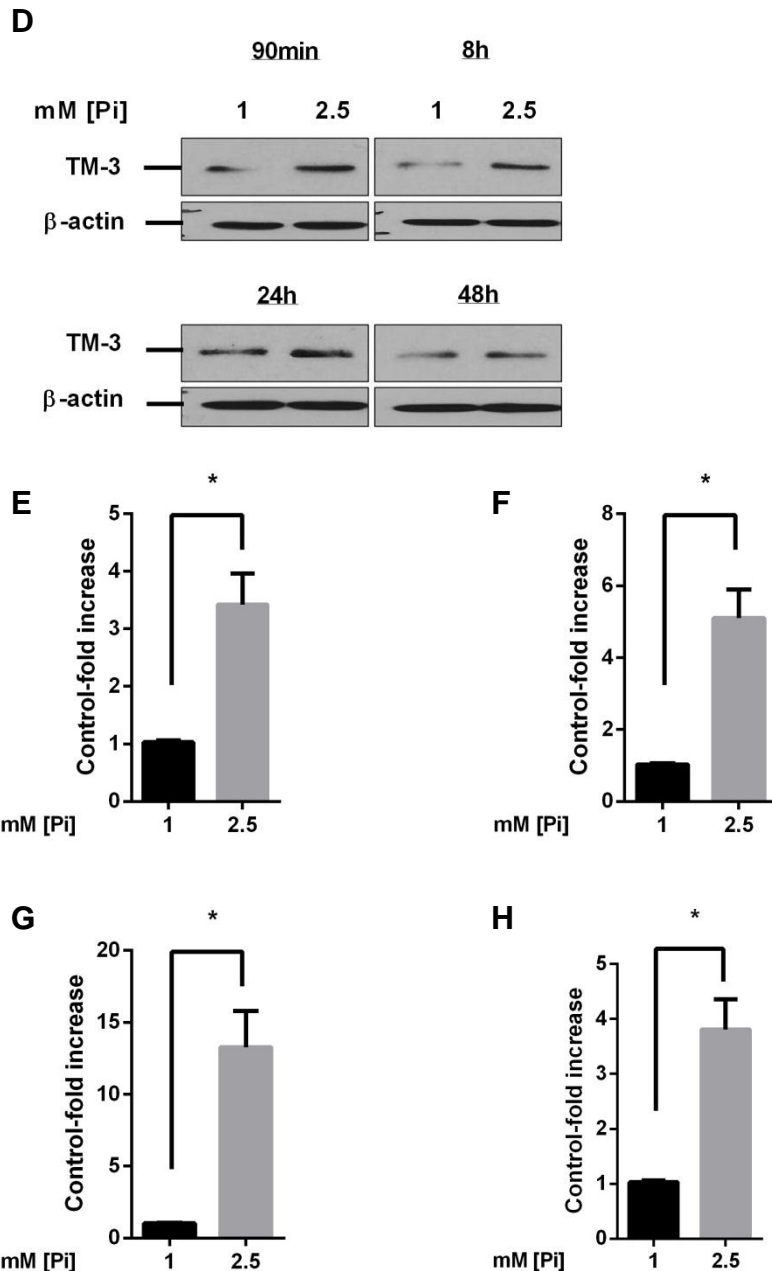 D
90min 8h
mM [Pi] 1 2.5 1 2.5
TM-3
β-actin
24h 48h
TM-3
β-actin
E
*
Control-fold increase
5
4
3
2
1
0
mM [Pi] 1 2.5
F
*
Control-fold increase
8
6
4
2
0
mM [Pi] 1 2.5
G
*
Control-fold increase
20
15
10
5
0
mM [Pi] 1 2.5
H
*
Control-fold increase
5
4
3
2
1
0
mM [Pi] 1 2.5